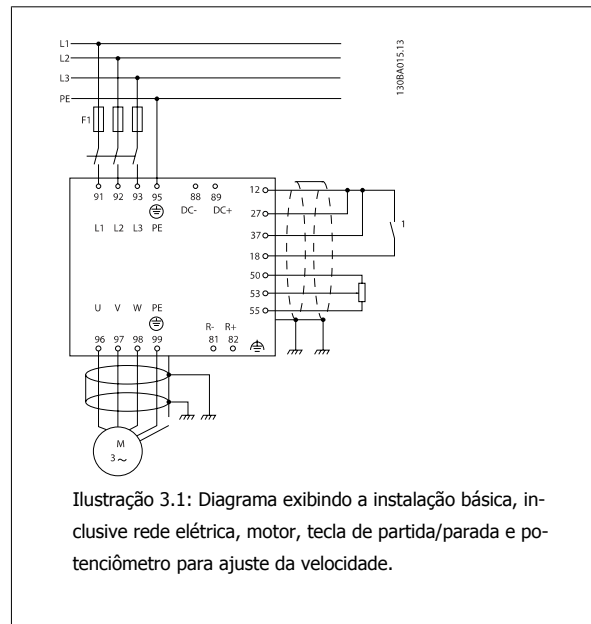 L1
L2
L3
PE
130BA015.13
F1
91 92 93 95 88 89
DC- DC+
L1 L2 L3 PE
12
27
37
18
50
53
55
1
U V W PE
R- R+
96 97 98 99 81 82
M
3 ~
Ilustração 3.1: Diagrama exibindo a instalação básica, in-
clusive rede elétrica, motor, tecla de partida/parada e po-
tenciômetro para ajuste da velocidade.